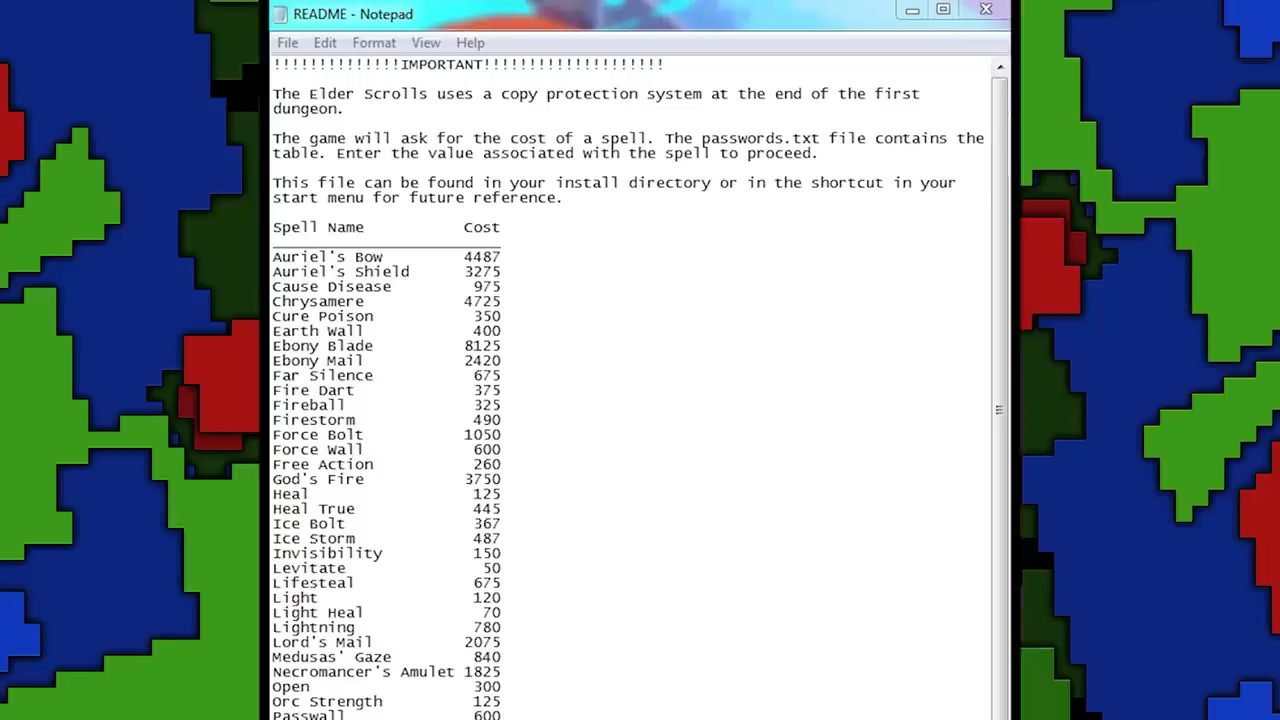 README - Notepad
File Edit Format View Help
!!!!!!!!!!!!!!IMPORTANT!!!!!!!!!!!!!!!!!!!!
The Elder Scrolls uses a copy protection system at the end of the first
dungeon.
The game will ask for the cost of a spell. The passwords.txt file contains the
table. Enter the value associated with the spell to proceed.
This file can be found in your install directory or in the shortcut in your
start menu for future reference.
Spell Name Cost
Auriel's Bow 4487
Auriel's Shield 3275
Cause Disease 975
Chrysamere 4725
Cure Poison 350
Earth Wall 400
Ebony Blade 8125
Ebony Mail 2420
Far Silence 675
Fire Dart 375
Fireball 325
Firestorm 490
Force Bolt 1050
Force Wall 600
Free Action 260
God's Fire 3750
Heal 125
Heal True 445
Ice Bolt 367
Ice Storm 487
Invisibility 150
Levitate 50
Lifesteal 675
Light 120
Light Heal 70
Lightning 780
Lord's Mail 2075
Medusas' Gaze 840
Necromancer's Amulet 1825
Open 300
Orc Strength 125
Passwall 600